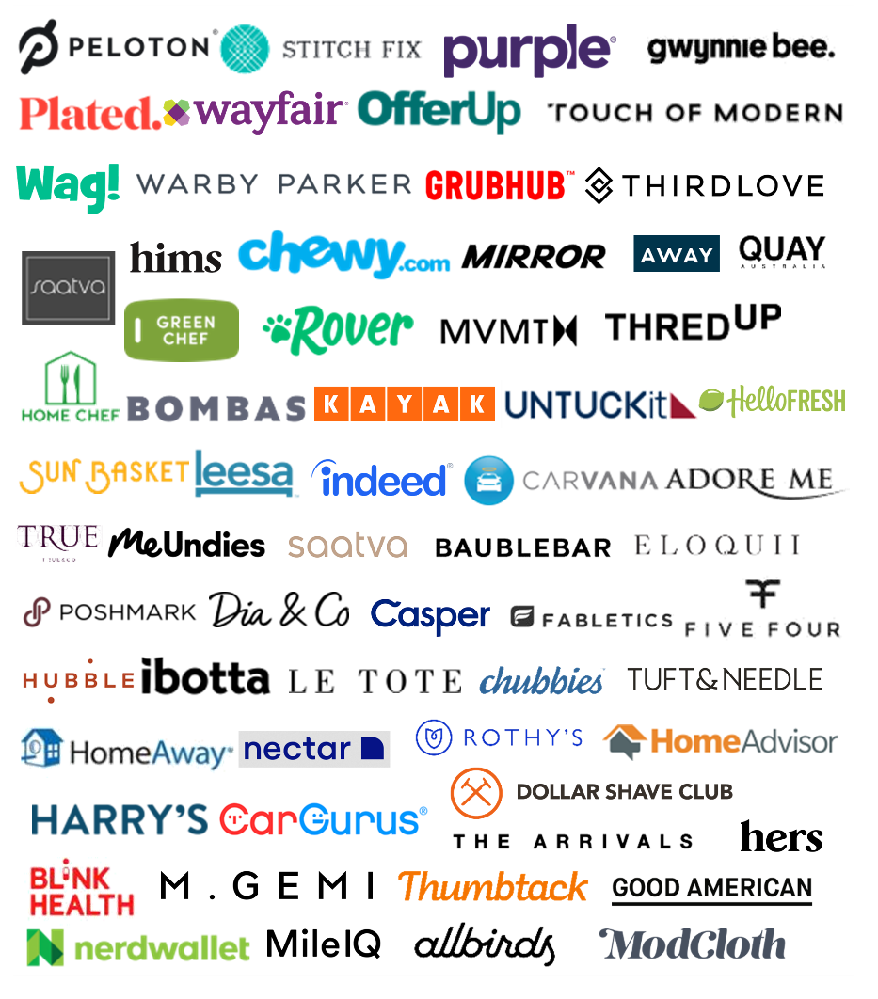 PELOTON® STITCH FIX purple® gwynnie bee.
Plated. wayfair OfferUp TOUCH OF MODERN
Wag! WARBY PARKER GRUBHUB™ THIRDLOVE
saatva
hims chewy.com MIRROR AWAY QUAY
AUSTRALIA
GREEN
CHEF
Rover MVMT THREDUP
HOME CHEF BOMBAS KAYAK UNTUCKit HelloFRESH
SUN BASKET leesa indeed® CARVANA ADORE ME
TRUE
MeUndies saatva BAUBLEBAR ELOQUII
POSHMARK Dia & Co Casper FABLETICS FIVE FOUR
HUBBLE ibotta LE TOTE chubbies TUFT&NEEDLE
HomeAway® nectar ROTHY'S HomeAdvisor
HARRY'S CarGurus® DOLLAR SHAVE CLUB
THE ARRIVALS hers
BLiNK
HEALTH
M.GEMI Thumbtack GOOD AMERICAN
nerdwallet MileIQ allbirds ModCloth